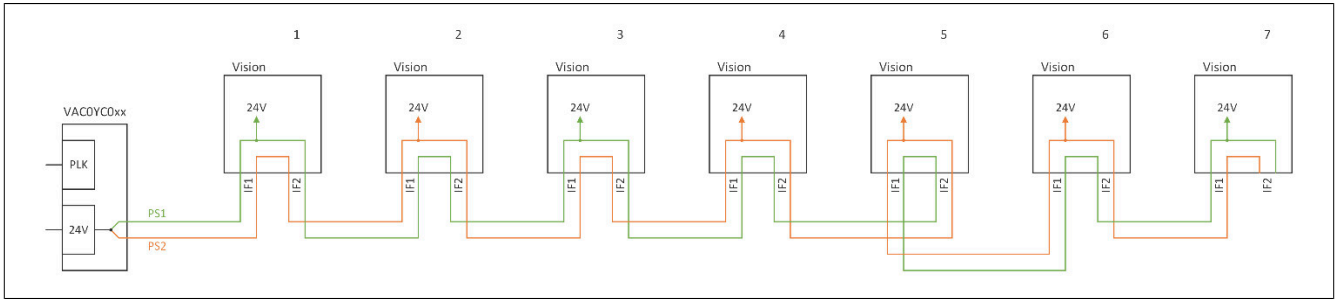 1 2 3 4 5 6 7
Vision Vision Vision Vision Vision Vision Vision
24V 24V 24V 24V 24V 24V 24V
VAC0YC0xx
PLK
IF1 IF2 IF1 IF2 IF1 IF2 IF1 IF2 IF1 IF2 IF1 IF2 IF1 IF2
PS1
24V
PS2